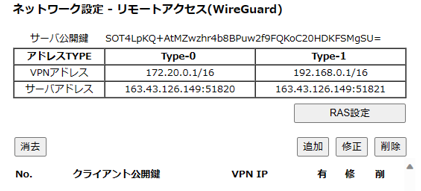 ネットワーク設定 - リモートアクセス(WireGuard)
サーバ公開鍵 SOT4LpKQ+AtMZwzhr4b8BPuw2f9FQKoC20HDKFSMgSU=
アドレスTYPE Type-0 Type-1
VPNアドレス 172.20.0.1/16 192.168.0.1/16
サーバアドレス 163.43.126.149:51820 163.43.126.149:51821
RAS設定
消去 追加 修正 削除
No. クライアント公開鍵 VPN IP 有 修 削